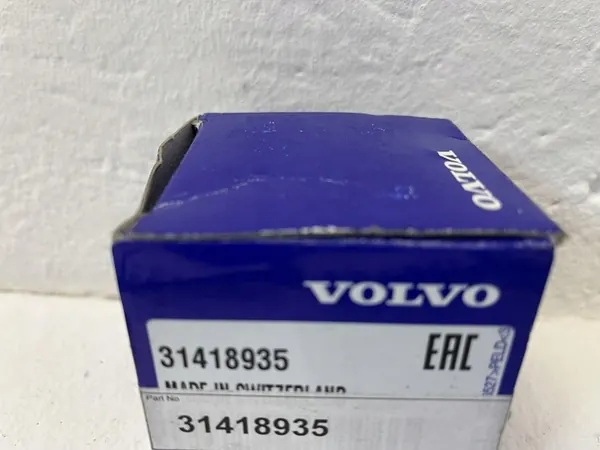 VOLVO
VOLVO
31418935
EAC
MADE IN SWITZERLAND
Part No
31418935